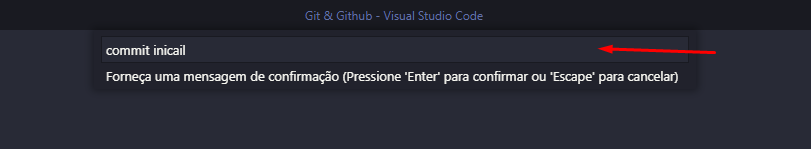 Git & Github - Visual Studio Code
commit inicail
Forneça uma mensagem de confirmação (Pressione 'Enter' para confirmar ou 'Escape' para cancelar)